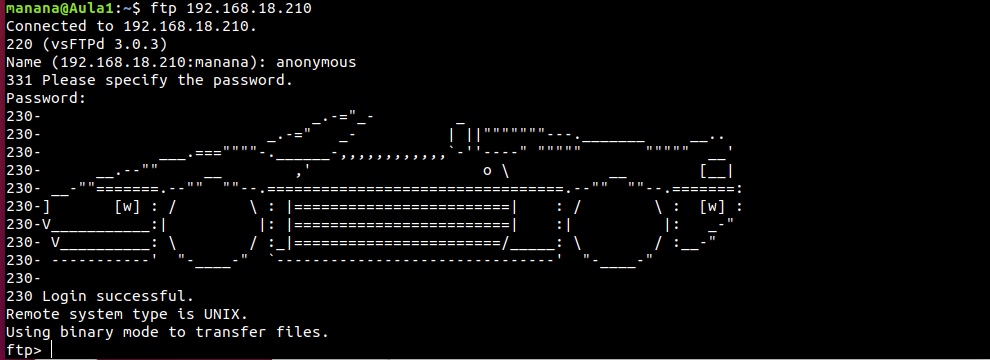 manana@Aula1:~$ ftp 192.168.18.210
Connected to 192.168.18.210.
220 (vsFTPd 3.0.3)
Name (192.168.18.210:manana): anonymous
331 Please specify the password.
Password:
230-                              _.-="_-         _
230-                         _.-="   _-          | ||"""""""---._______     __..
230-             ___.===""""-.______-,,,,,,,,,,,,`-''----" """""       """""  __'
230-      __.--""     __        ,'                   o \           __        [__|
230- __-""=======.--""  ""--.=================================.--""  ""--.=======:
230-]       [w] : /        \ : |========================|    : /        \ :  [w] :
230-V___________:|          |: |========================|    :|          |:   _-"
230- V__________: \        / :_|=======================/_____: \        / :__-"
230- -----------'  "-____-"  `-------------------------------'  "-____-"
230-
230 Login successful.
Remote system type is UNIX.
Using binary mode to transfer files.
ftp>